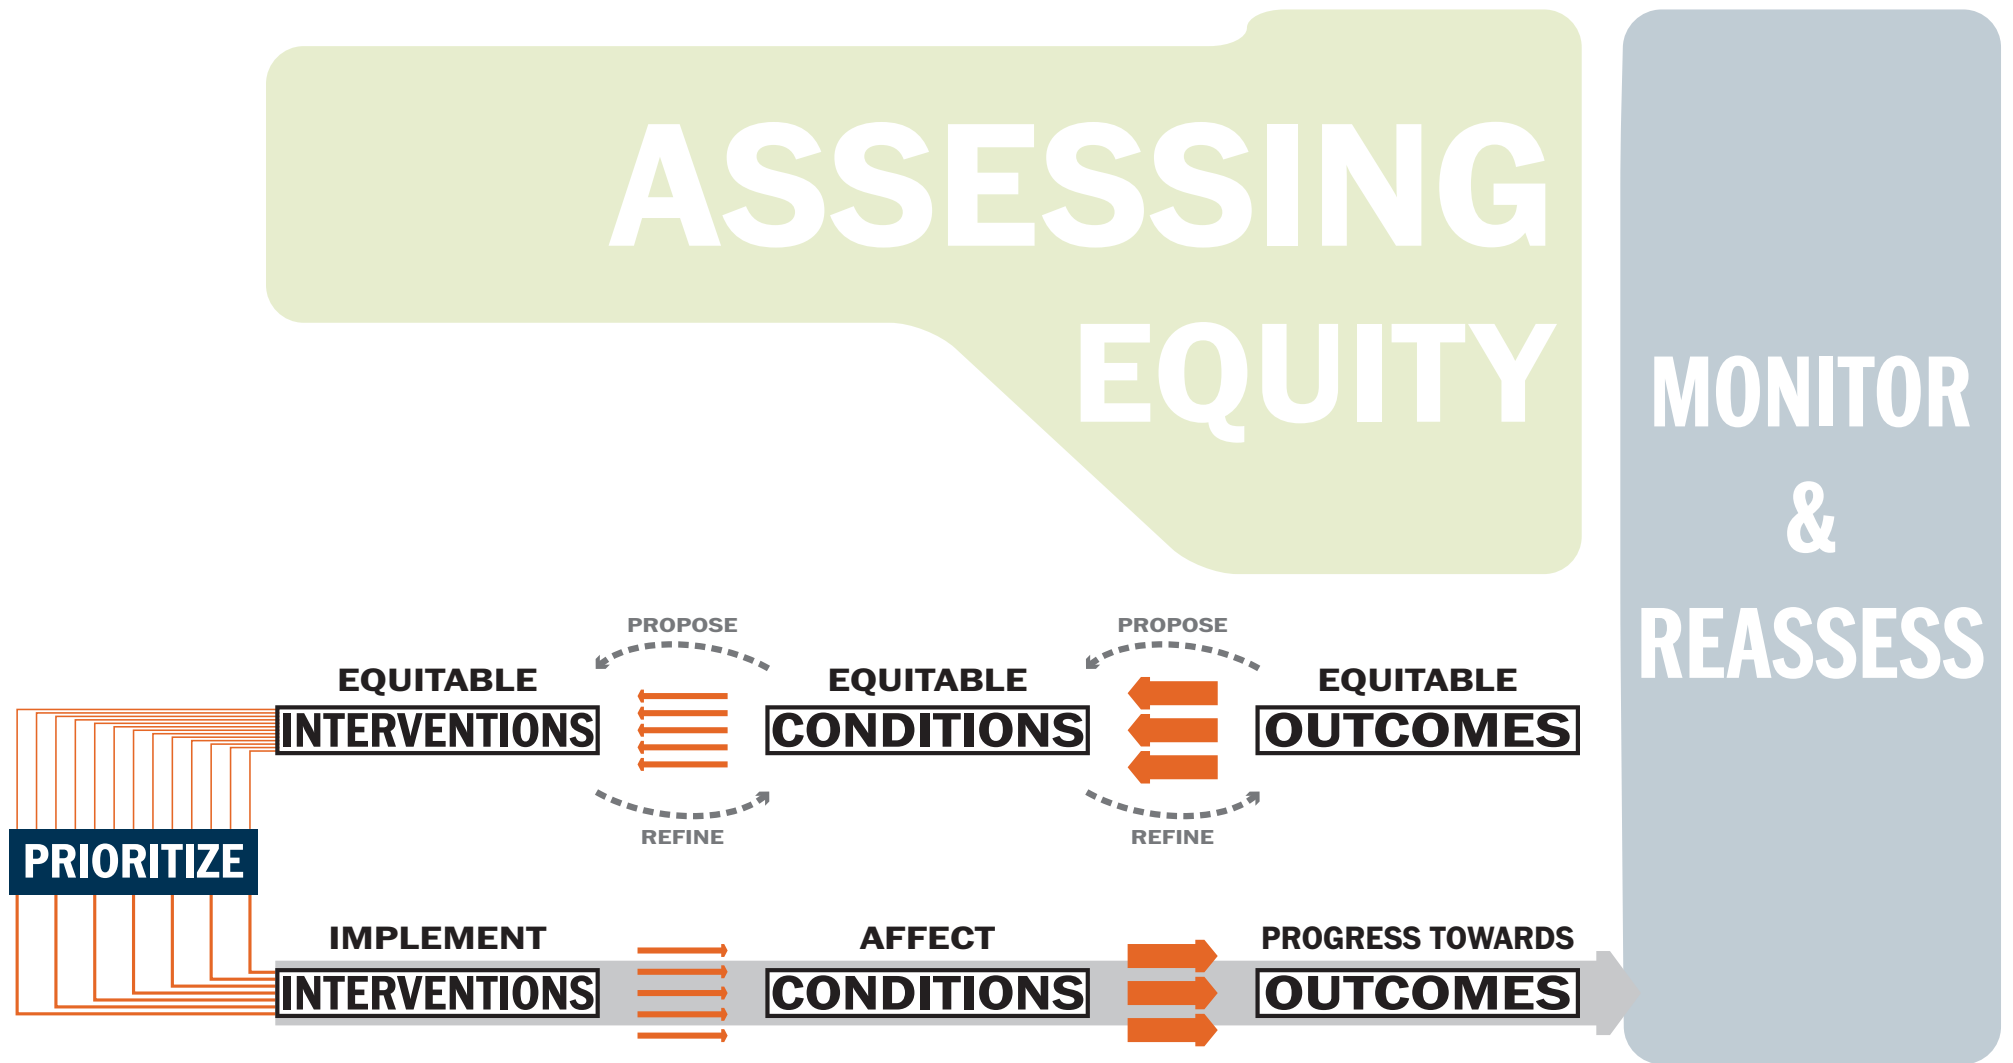 ASSESSING
EQUITY
MONITOR
&
REASSESS
PROPOSE
PROPOSE
EQUITABLE
INTERVENTIONS
EQUITABLE
CONDITIONS
EQUITABLE
OUTCOMES
REFINE
REFINE
PRIORITIZE
IMPLEMENT
INTERVENTIONS
AFFECT
CONDITIONS
PROGRESS TOWARDS
OUTCOMES